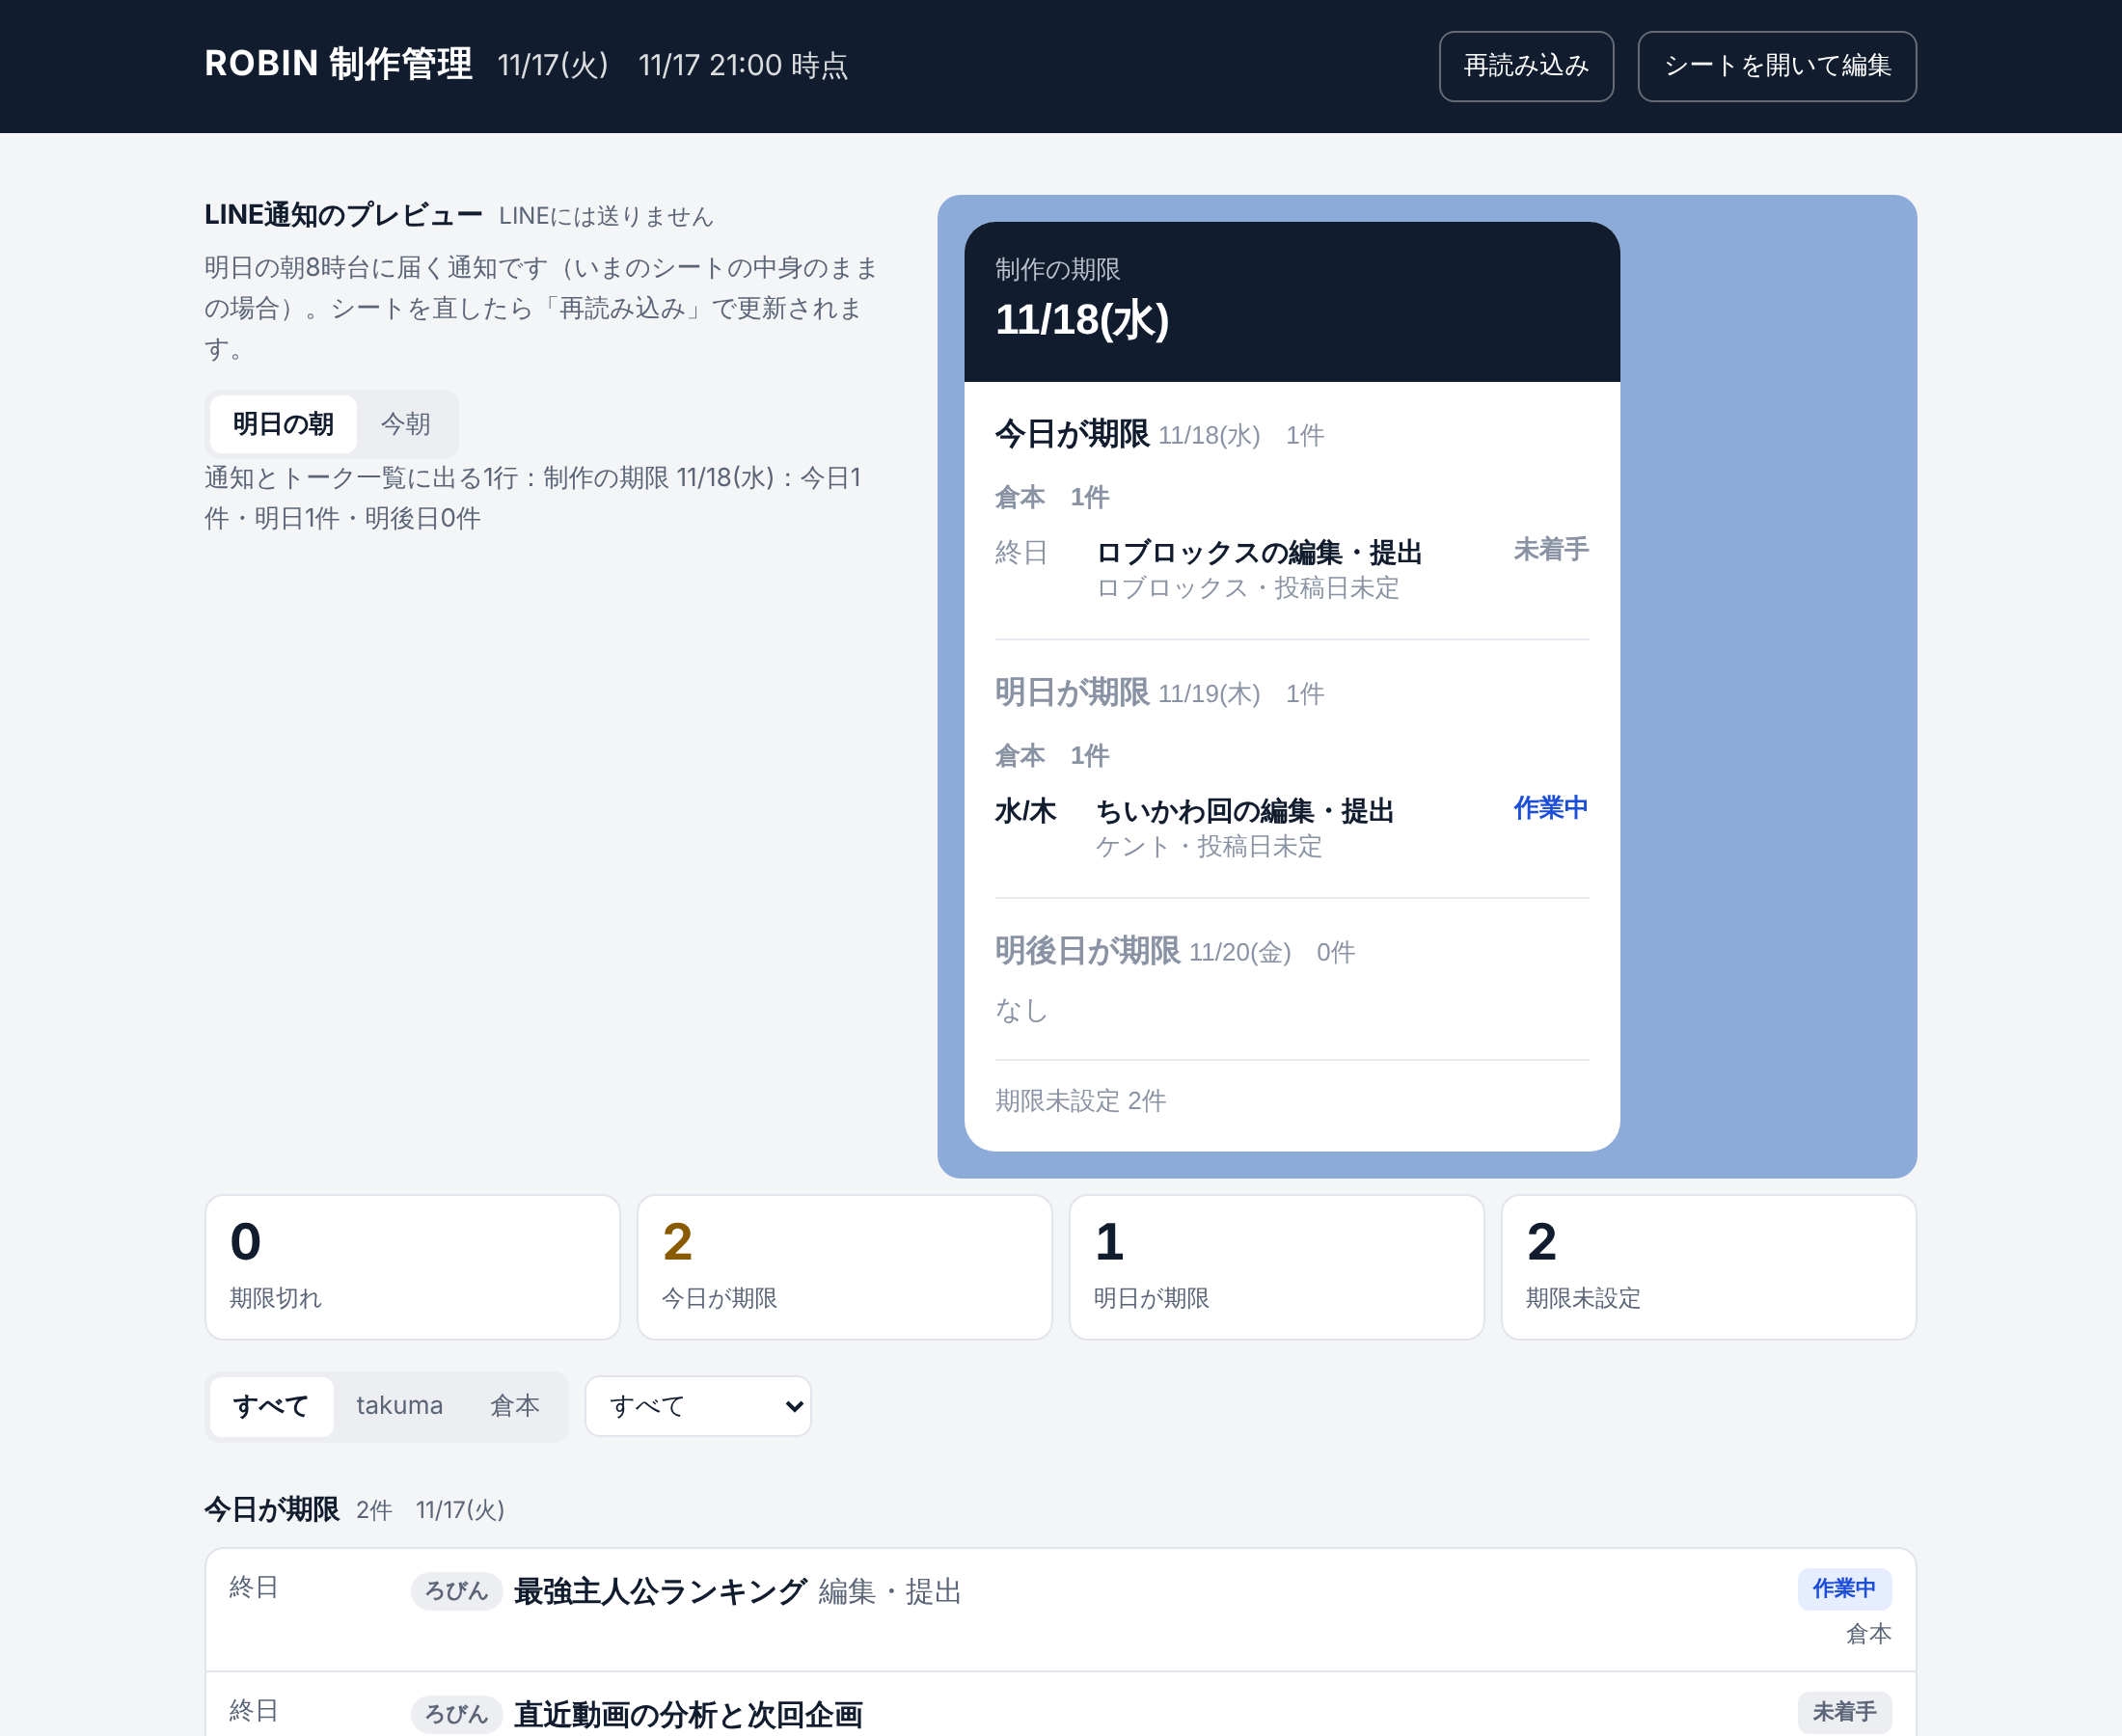 ROBIN 制作管理 11/17(火) 11/17 21:00 時点
再読み込み
シートを開いて編集
LINE通知のプレビュー LINEには送りません
明日の朝8時台に届く通知です（いまのシートの中身のまま
の場合）。シートを直したら「再読み込み」で更新されま
す。
明日の朝 今朝
通知とトーク一覧に出る1行：制作の期限 11/18(水)：今日1
件・明日1件・明後日0件
制作の期限
11/18(水)
今日が期限 11/18(水) 1件
倉本 1件
終日 ロブロックスの編集・提出 未着手
ロブロックス・投稿日未定
明日が期限 11/19(木) 1件
倉本 1件
水/木 ちいかわ回の編集・提出 作業中
ケント・投稿日未定
明後日が期限 11/20(金) 0件
なし
期限未設定 2件
0
期限切れ
2
今日が期限
1
明日が期限
2
期限未設定
すべて takuma 倉本 すべて
今日が期限 2件 11/17(火)
終日 ろびん 最強主人公ランキング 編集・提出 作業中
倉本
終日 ろびん 直近動画の分析と次回企画 未着手